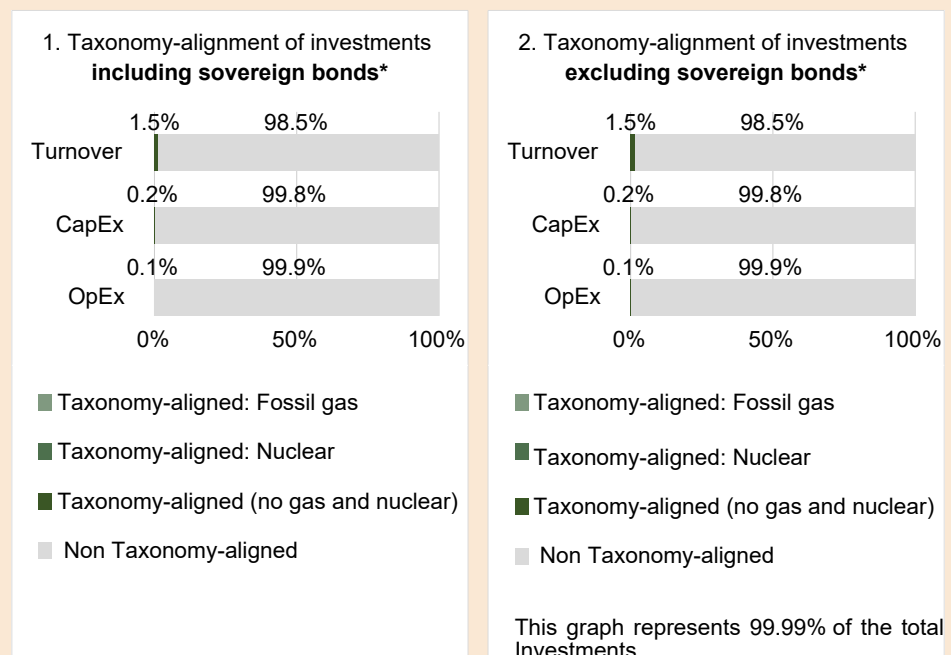 1. Taxonomy-alignment of investments
including sovereign bonds*
1.5% 98.5%
Turnover
0.2% 99.8%
CapEx
0.1% 99.9%
OpEx
0% 50% 100%
Taxonomy-aligned: Fossil gas
Taxonomy-aligned: Nuclear
Taxonomy-aligned (no gas and nuclear)
Non Taxonomy-aligned
2. Taxonomy-alignment of investments
excluding sovereign bonds*
1.5% 98.5%
Turnover
0.2% 99.8%
CapEx
0.1% 99.9%
OpEx
0% 50% 100%
Taxonomy-aligned: Fossil gas
Taxonomy-aligned: Nuclear
Taxonomy-aligned (no gas and nuclear)
Non Taxonomy-aligned
This graph represents 99.99% of the total
Investments